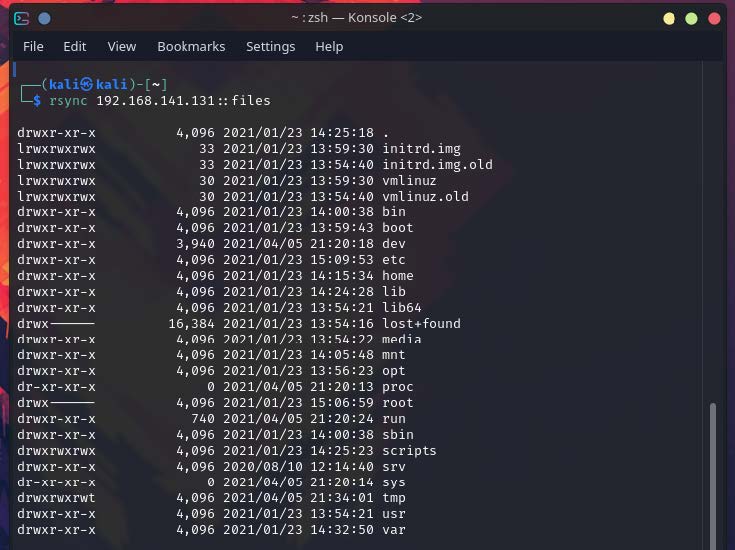 ~ : zsh — Konsole <2>
File Edit View Bookmarks Settings Help
┌──(kali㉿kali)-[~]
└─$ rsync 192.168.141.131::files
drwxr-xr-x 4,096 2021/01/23 14:25:18 .
lrwxrwxrwx 33 2021/01/23 13:59:30 initrd.img
lrwxrwxrwx 33 2021/01/23 13:54:40 initrd.img.old
lrwxrwxrwx 30 2021/01/23 13:59:30 vmlinuz
lrwxrwxrwx 30 2021/01/23 13:54:40 vmlinuz.old
drwxr-xr-x 4,096 2021/01/23 14:00:38 bin
drwxr-xr-x 4,096 2021/01/23 13:59:43 boot
drwxr-xr-x 3,940 2021/04/05 21:20:18 dev
drwxr-xr-x 4,096 2021/01/23 15:09:53 etc
drwxr-xr-x 4,096 2021/01/23 14:15:34 home
drwxr-xr-x 4,096 2021/01/23 14:24:28 lib
drwxr-xr-x 4,096 2021/01/23 13:54:21 lib64
drwx------ 16,384 2021/01/23 13:54:16 lost+found
drwxr-xr-x 4,096 2021/01/23 13:54:22 media
drwxr-xr-x 4,096 2021/01/23 14:05:48 mnt
drwxr-xr-x 4,096 2021/01/23 13:56:23 opt
dr-xr-xr-x 0 2021/04/05 21:20:13 proc
drwx------ 4,096 2021/01/23 15:06:59 root
drwxr-xr-x 740 2021/04/05 21:20:24 run
drwxr-xr-x 4,096 2021/01/23 14:00:38 sbin
drwxrwxrwx 4,096 2021/01/23 14:25:23 scripts
drwxr-xr-x 4,096 2020/08/10 12:14:40 srv
dr-xr-xr-x 0 2021/04/05 21:20:14 sys
drwxrwxrwt 4,096 2021/04/05 21:34:01 tmp
drwxr-xr-x 4,096 2021/01/23 13:54:21 usr
drwxr-xr-x 4,096 2021/01/23 14:32:50 var